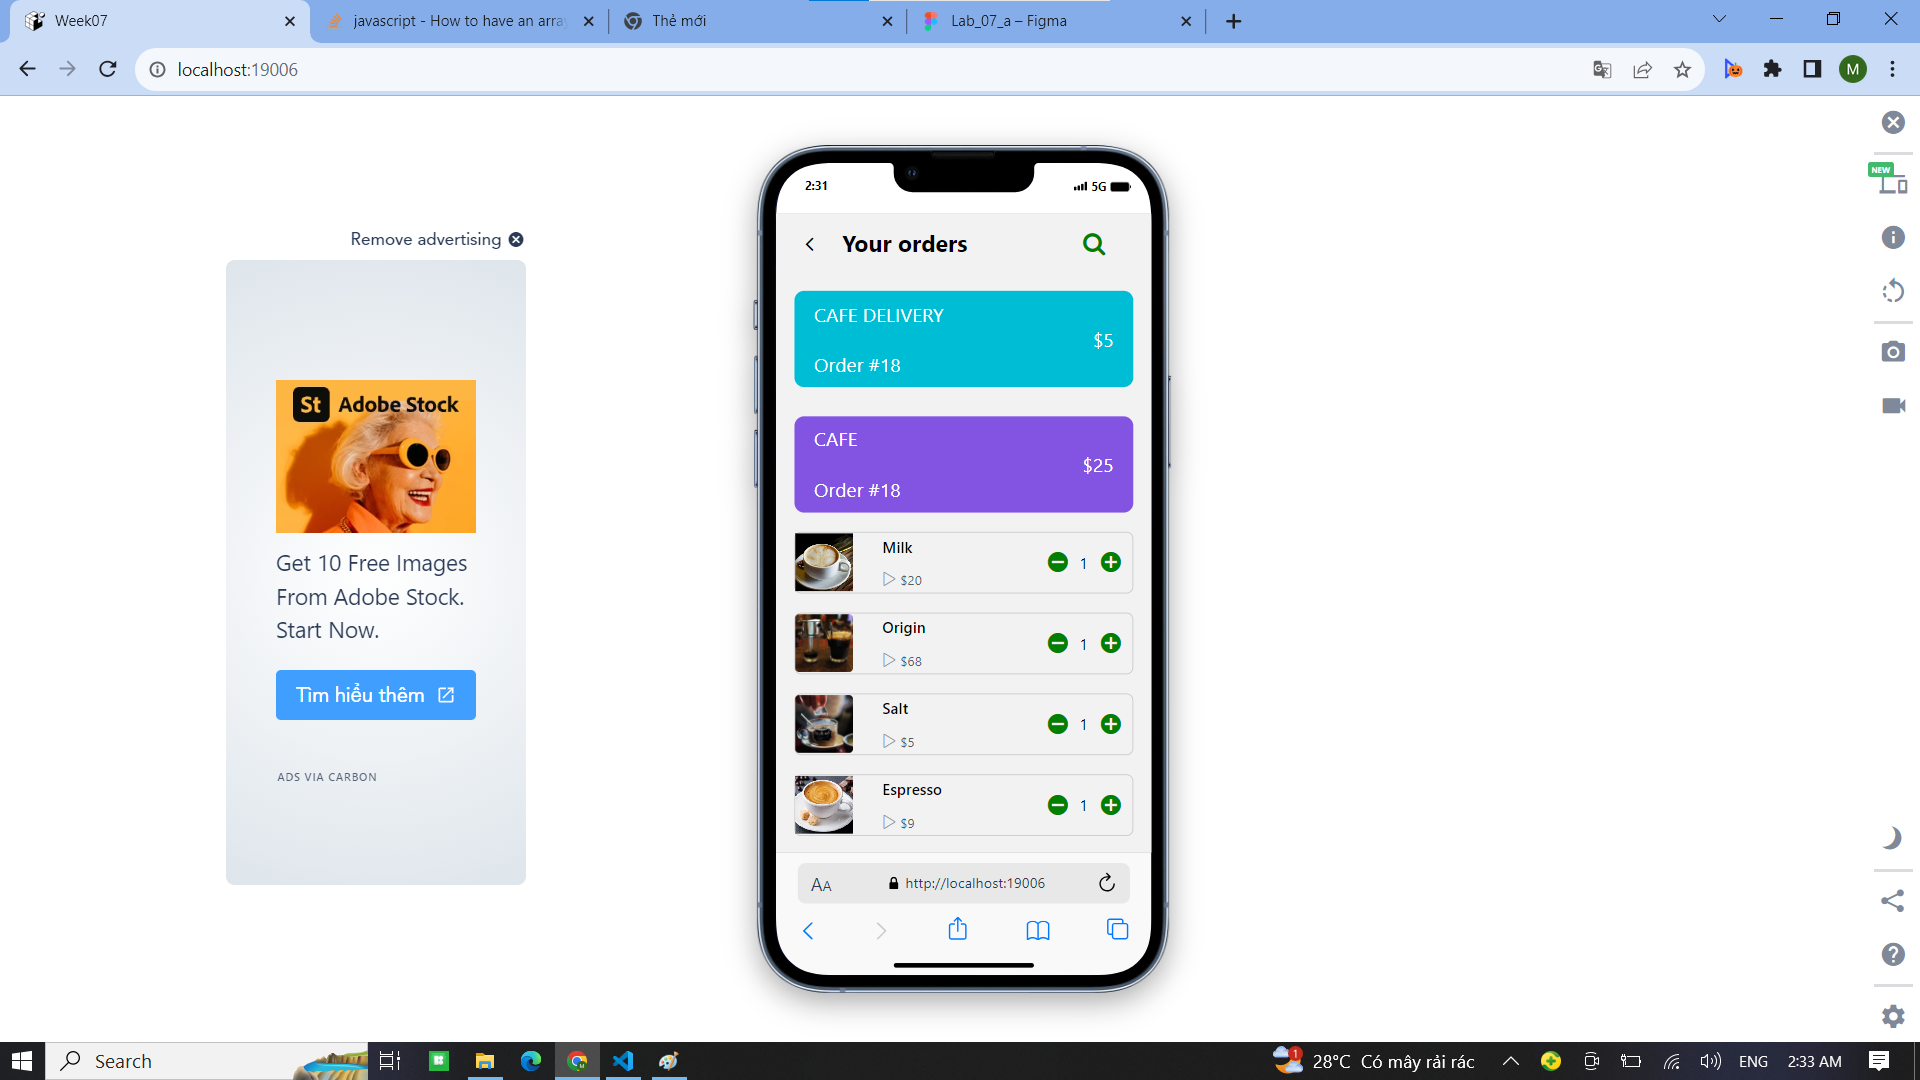 Week07
javascript - How to have an arra
Thẻ mới
Lab_07_a – Figma
localhost:19006
M
NEW
Remove advertising
St Adobe Stock
Get 10 Free Images
From Adobe Stock.
Start Now.
Tìm hiểu thêm
ADS VIA CARBON
2:31
5G
Your orders
CAFE DELIVERY
$5
Order #18
CAFE
$25
Order #18
Milk
$20
1
Origin
$68
1
Salt
$5
1
Espresso
$9
1
AA
http://localhost:19006
Search
1
28°C Có mây rải rác
ENG
2:33 AM